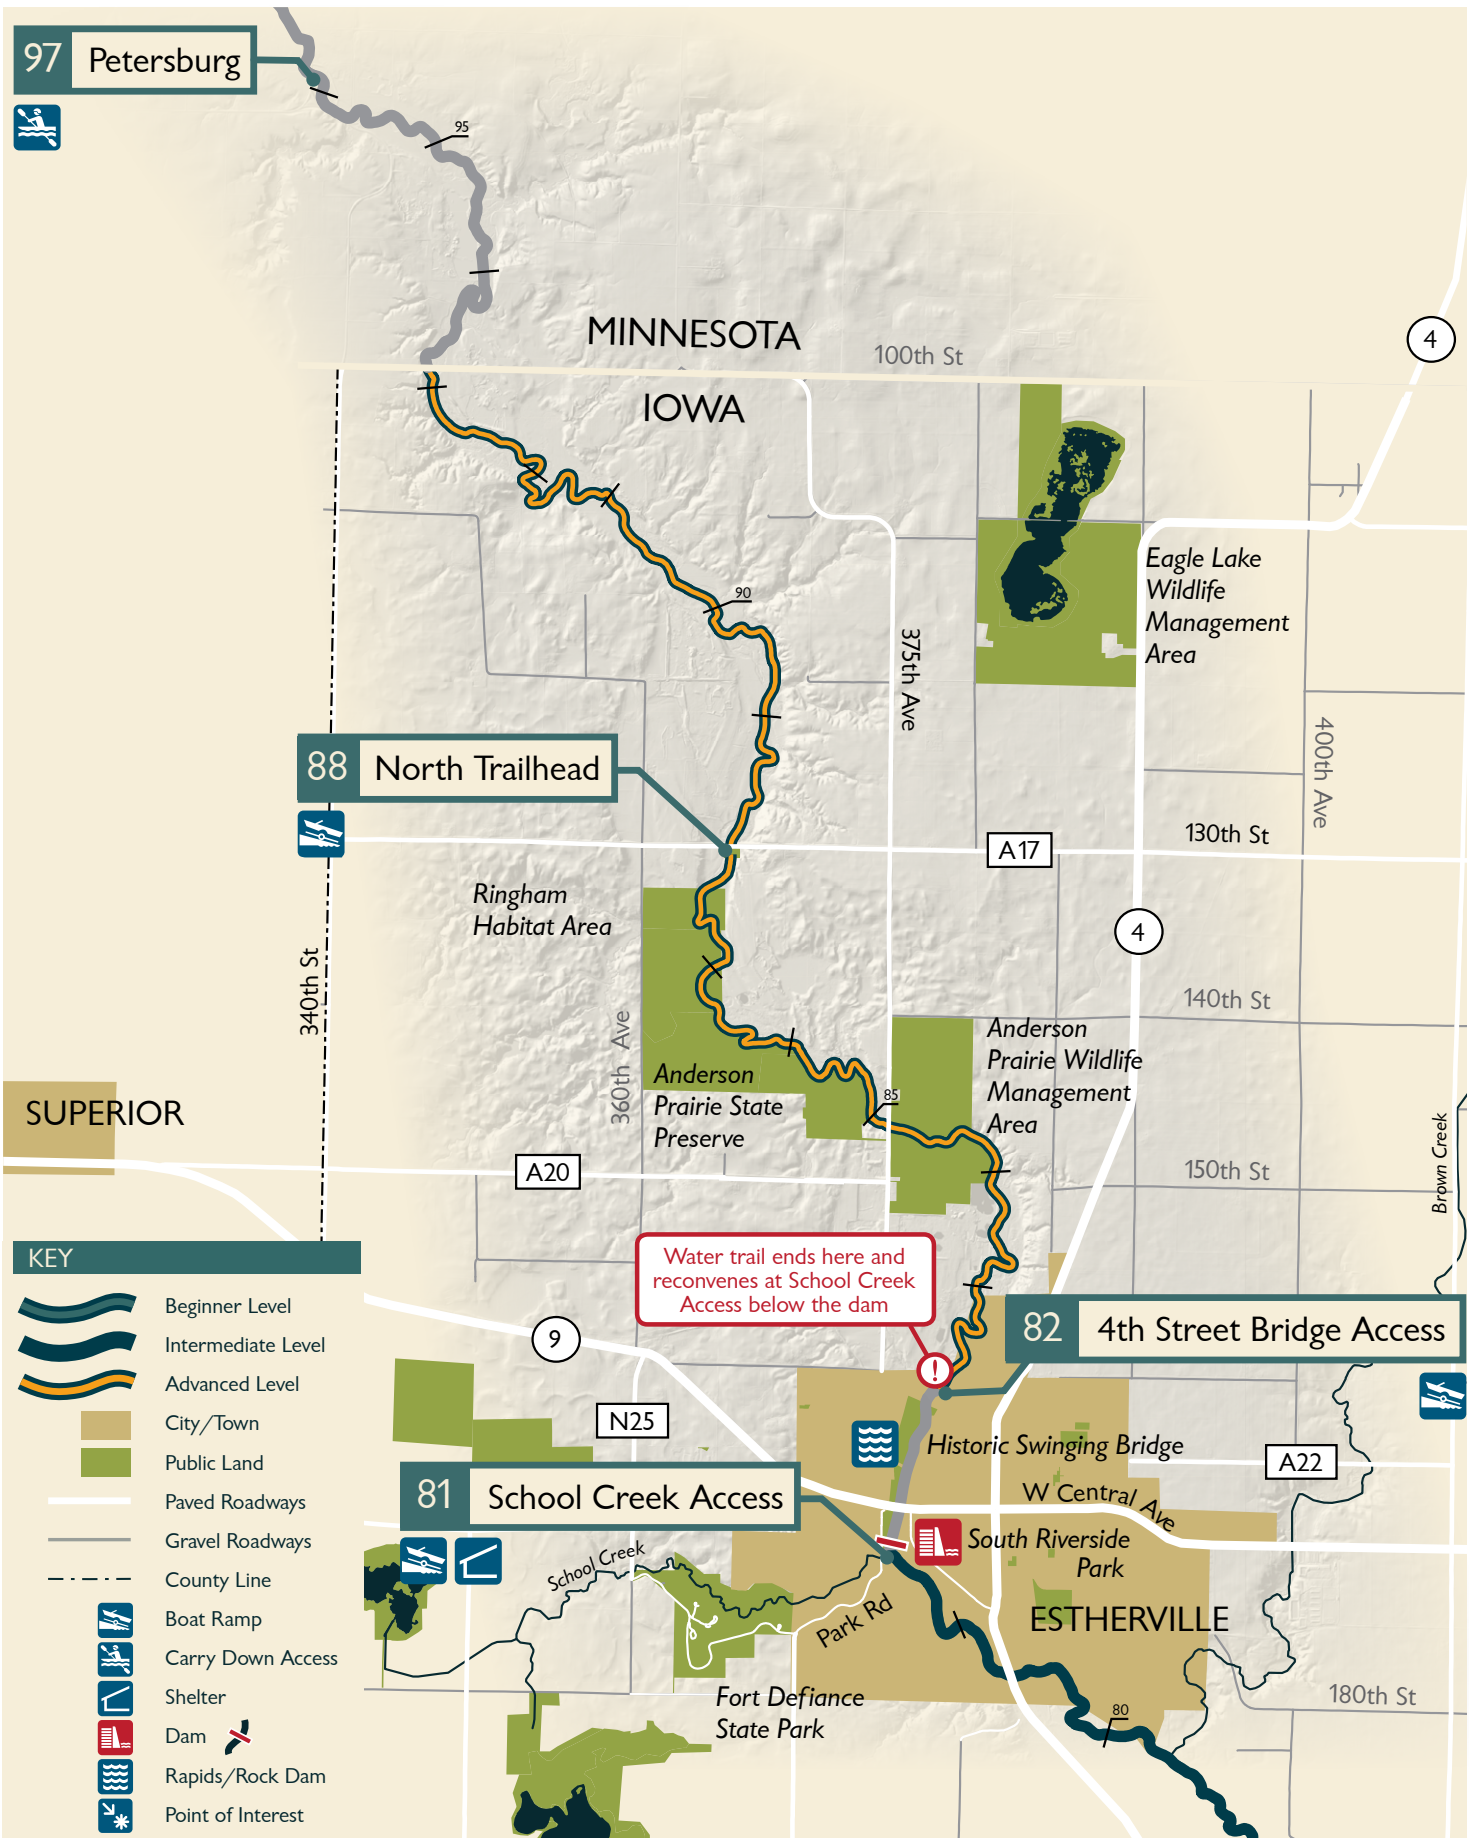 97 Petersburg
95
MINNESOTA
100th St
4
IOWA
Eagle Lake
Wildlife
Management
Area
90
375th Ave
400th Ave
88 North Trailhead
130th St
A17
Ringham
Habitat Area
4
340th St
140th St
360th Ave
Anderson
Prairie Wildlife
Management
Area
Anderson
Prairie State
Preserve
85
SUPERIOR
Brown Creek
A20
150th St
Water trail ends here and
reconvenes at School Creek
Access below the dam
!
82 4th Street Bridge Access
9
N25
Historic Swinging Bridge
A22
81 School Creek Access
W Central Ave
South Riverside
Park
School Creek
Park Rd
ESTHERVILLE
Fort Defiance
State Park
180th St
80
KEY
Beginner Level
Intermediate Level
Advanced Level
City/Town
Public Land
Paved Roadways
Gravel Roadways
County Line
Boat Ramp
Carry Down Access
Shelter
Dam
Rapids/Rock Dam
Point of Interest